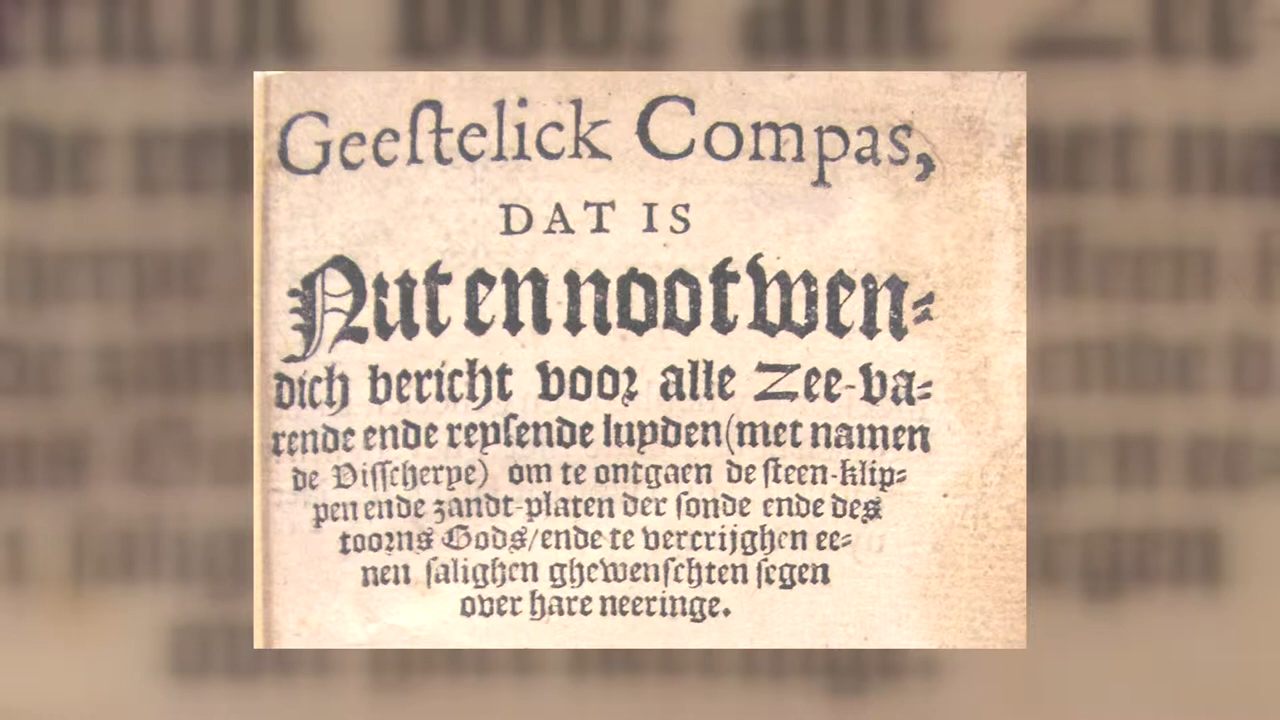 Geeſtelick Compas,
DAT IS
Nut en nootwen⸗
dich bericht voor alle Zee-va⸗
rende ende reyſende luyden (met namen
de Viſſcherye) om te ontgaen de ſteen-klip⸗
pen ende zandt-platen der ſonde ende des
toorns Gods/ende te vercrijghen ee⸗
nen ſalighen ghewenſchten ſegen
over hare neeringe.